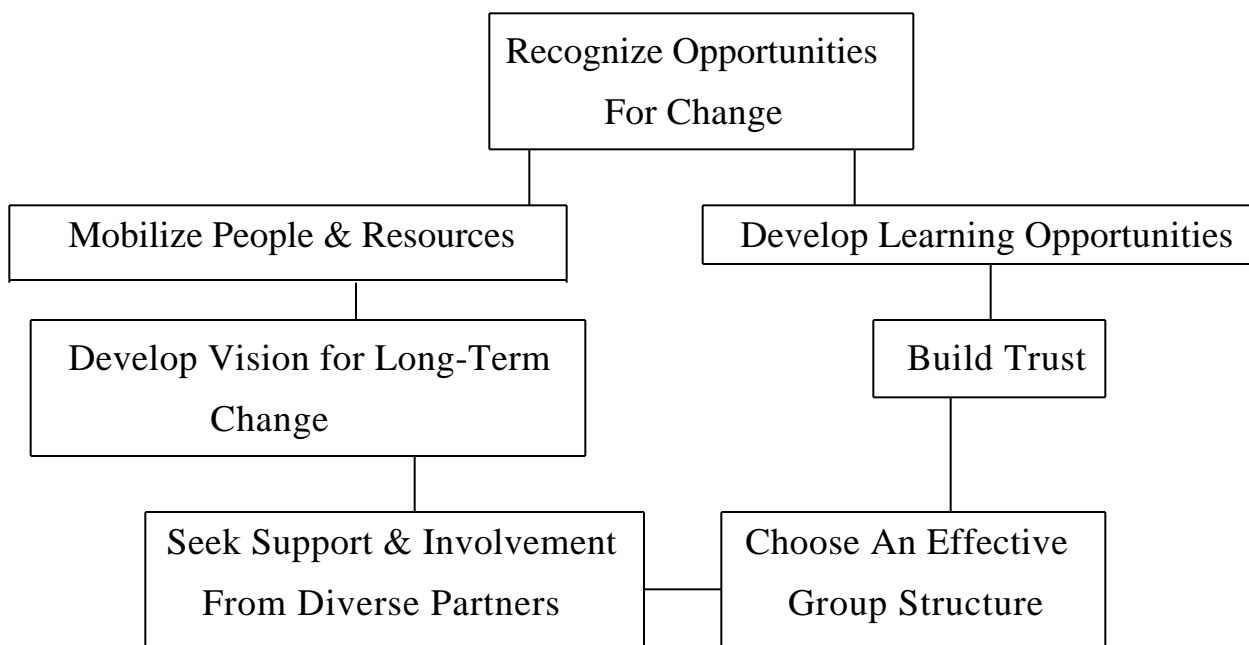 Recognize Opportunities
For Change
Mobilize People & Resources
Develop Learning Opportunities
Develop Vision for Long-Term
Change
Build Trust
Seek Support & Involvement
From Diverse Partners
Choose An Effective
Group Structure